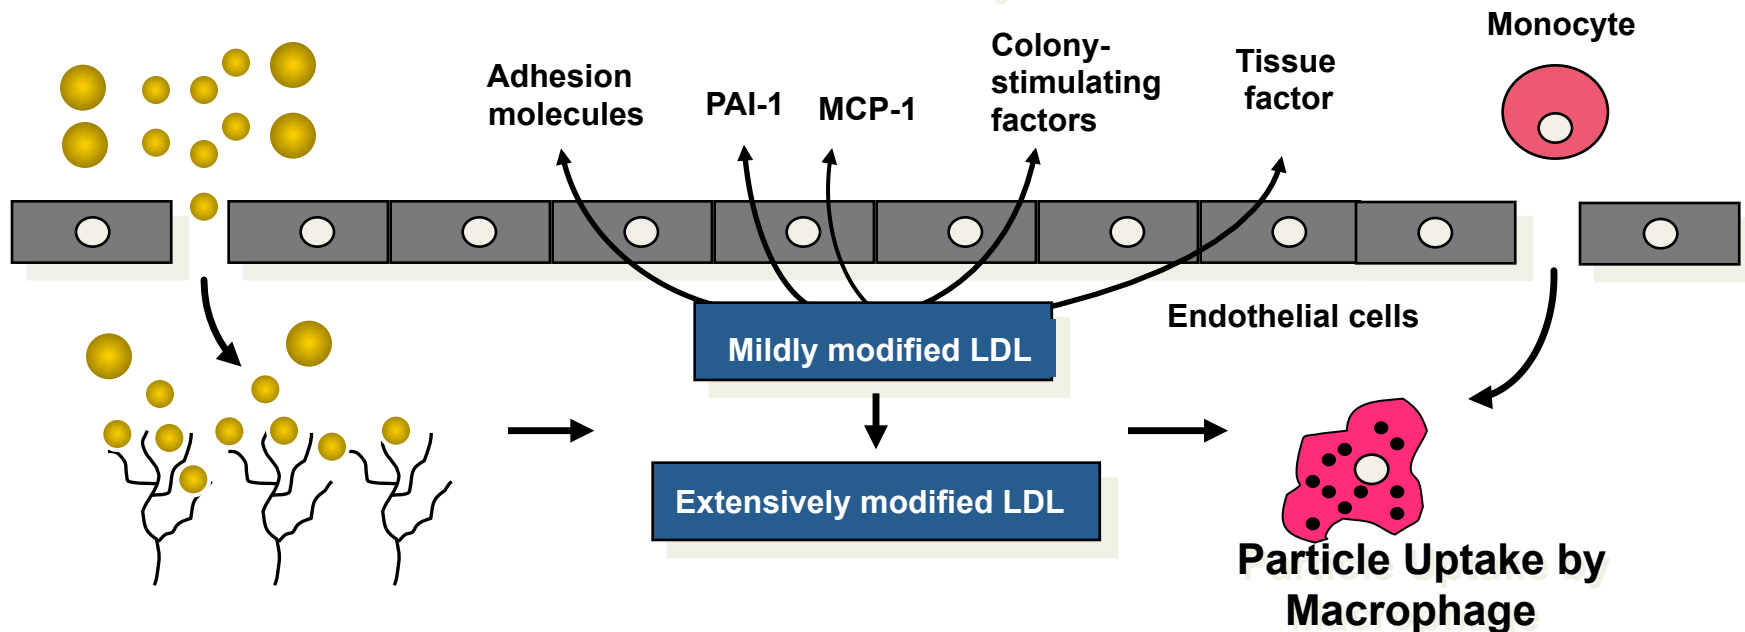 Adhesion
molecules
PAI-1
MCP-1
Colony-
stimulating
factors
Tissue
factor
Monocyte
Endothelial cells
Mildly modified LDL
Extensively modified LDL
Particle Uptake by
Macrophage